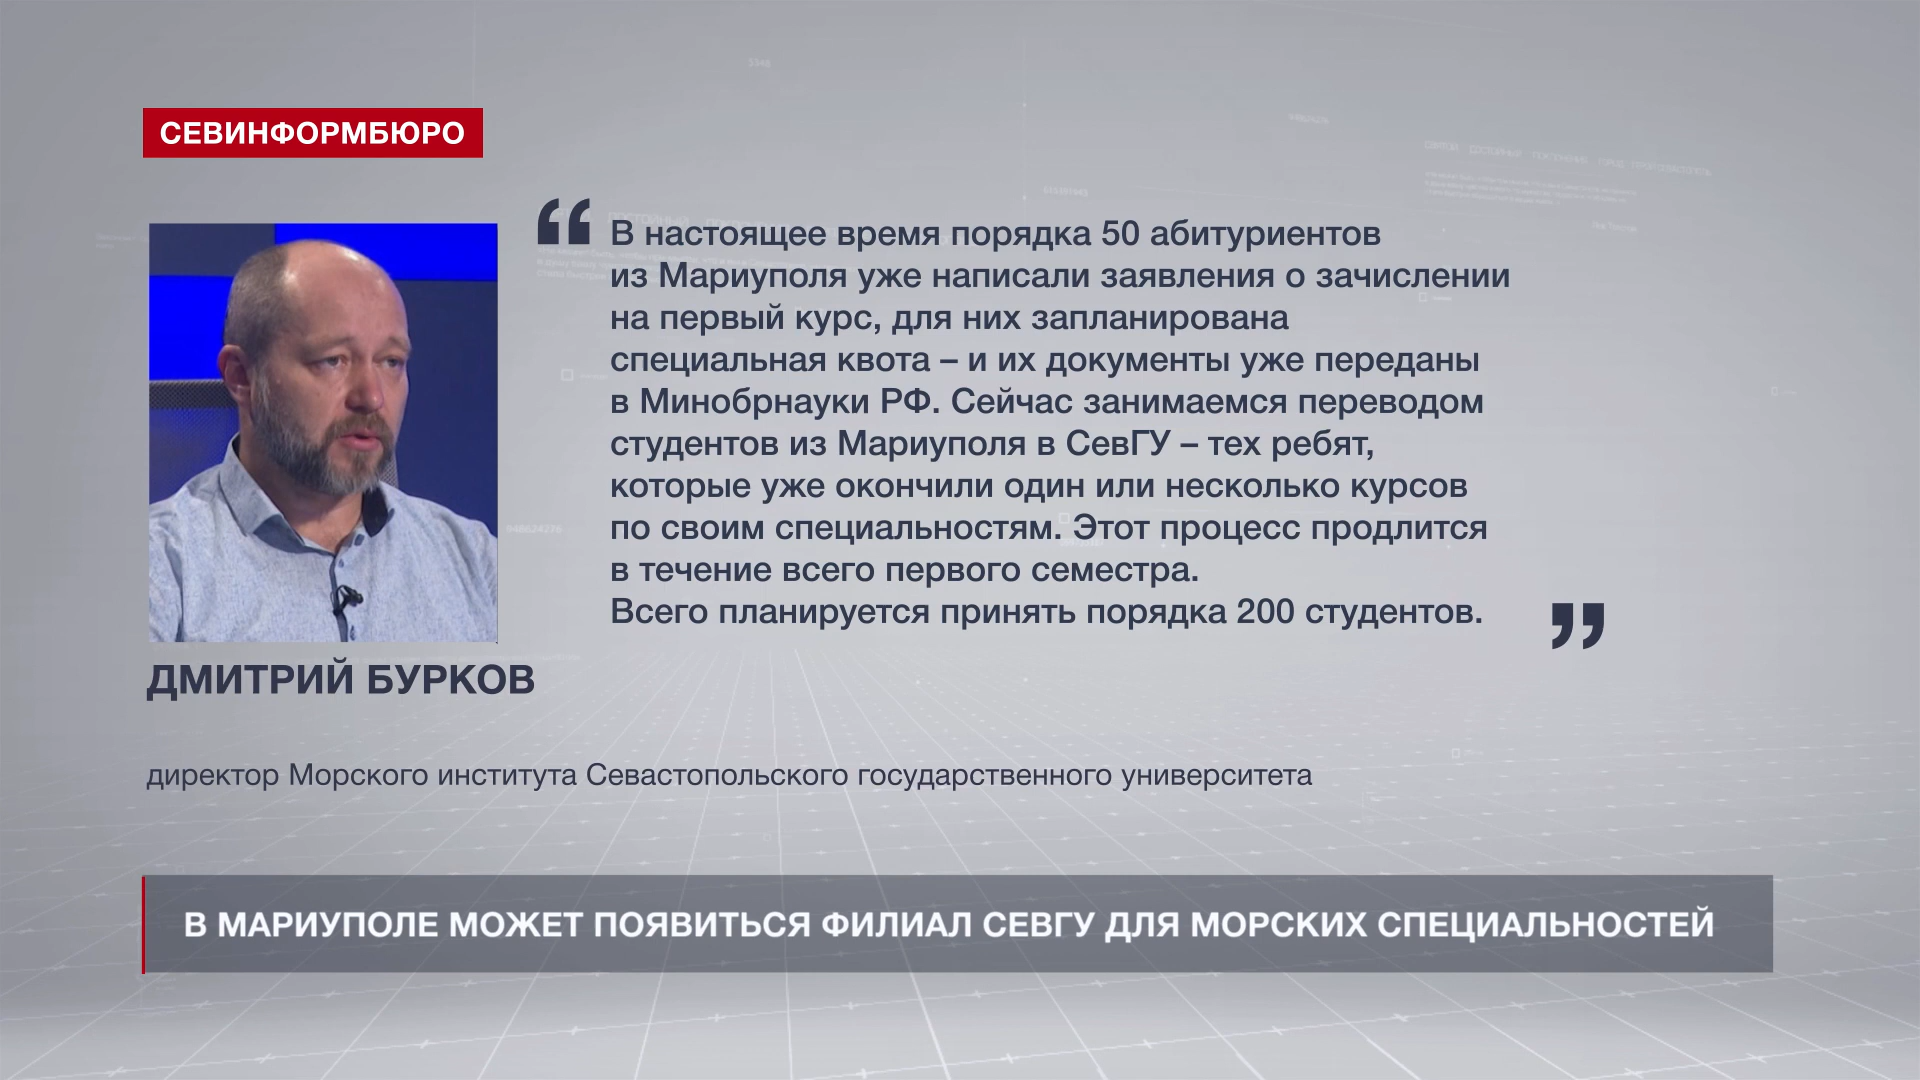 СЕВИНФОРМБЮРО
В настоящее время порядка 50 абитуриентов
из Мариуполя уже написали заявления о зачислении
на первый курс, для них запланирована
специальная квота – и их документы уже переданы
в Минобрнауки РФ. Сейчас занимаемся переводом
студентов из Мариуполя в СевГУ – тех ребят,
которые уже окончили один или несколько курсов
по своим специальностям. Этот процесс продлится
в течение всего первого семестра.
Всего планируется принять порядка 200 студентов.
ДМИТРИЙ БУРКОВ
директор Морского института Севастопольского государственного университета
В МАРИУПОЛЕ МОЖЕТ ПОЯВИТЬСЯ ФИЛИАЛ СЕВГУ ДЛЯ МОРСКИХ СПЕЦИАЛЬНОСТЕЙ